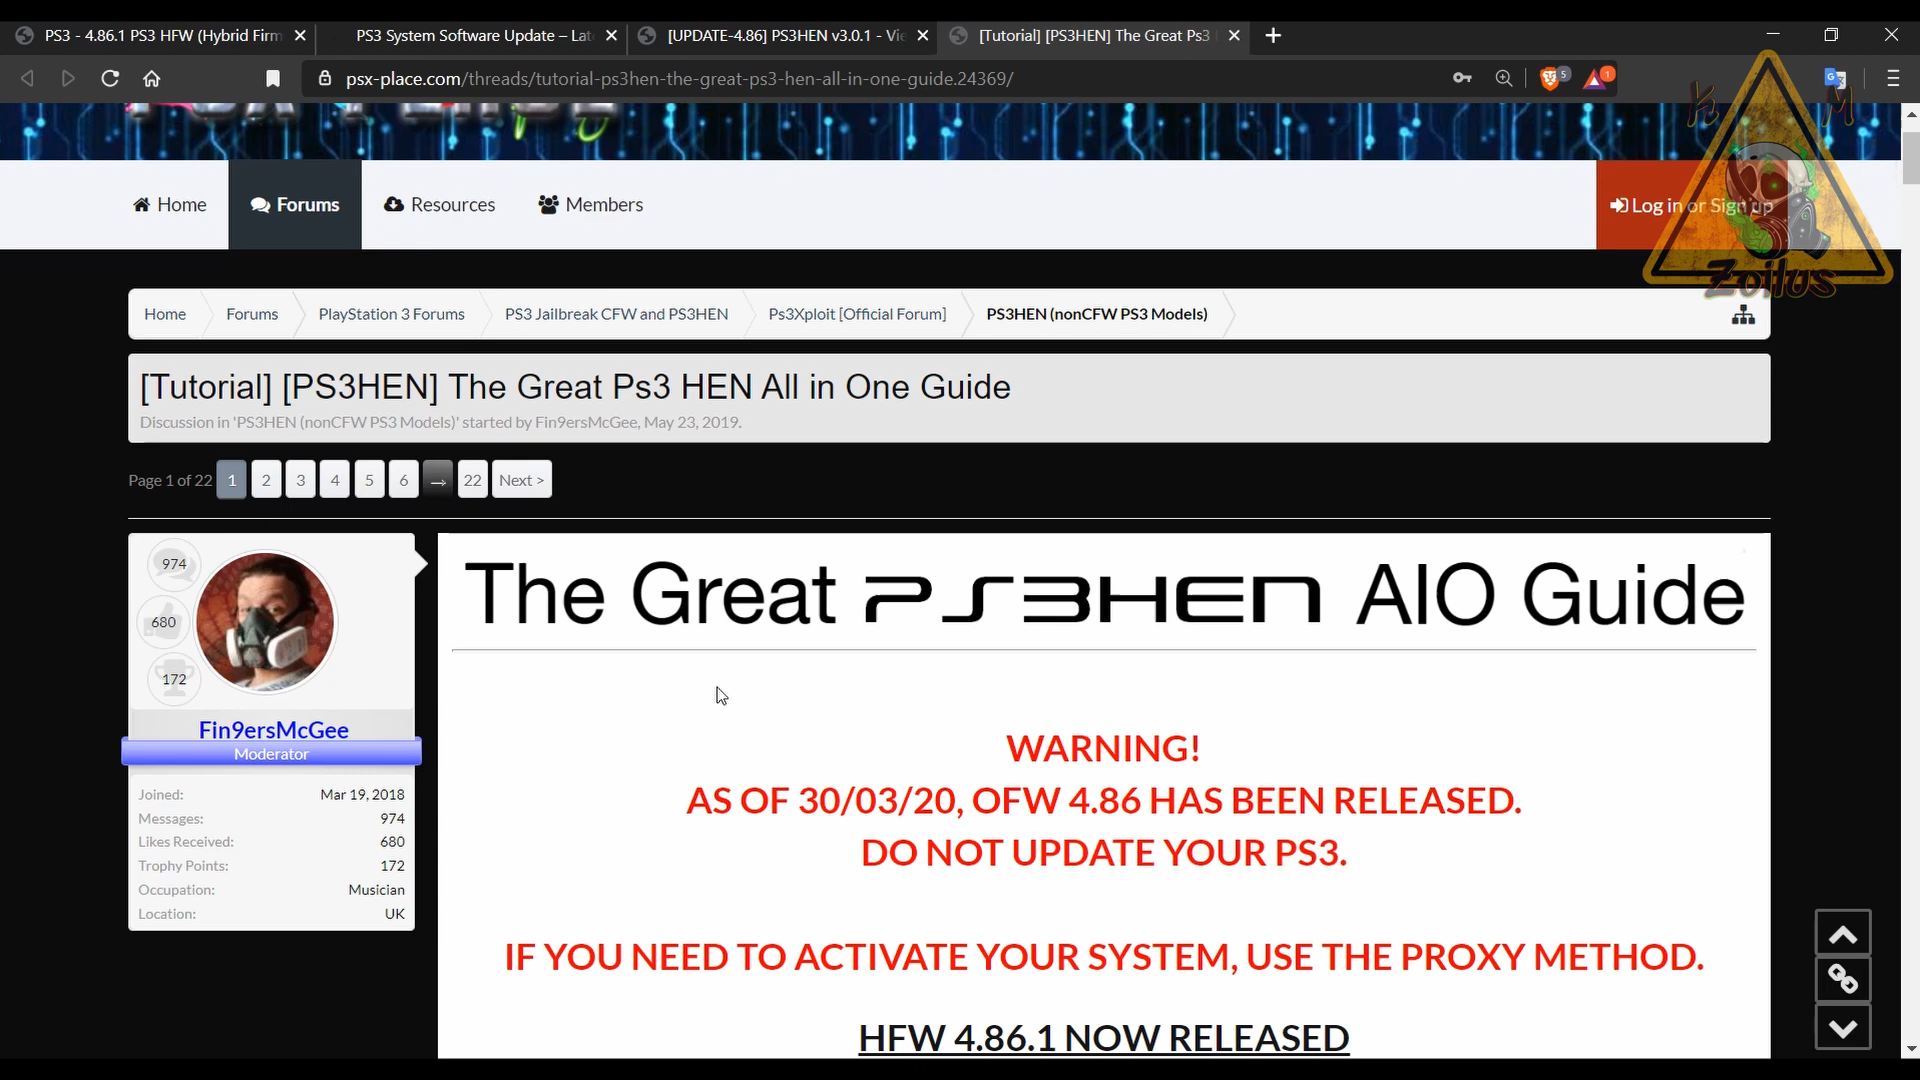 PS3 - 4.86.1 PS3 HFW (Hybrid Firm
PS3 System Software Update – Lat
[UPDATE-4.86] PS3HEN v3.0.1 - Vie
[Tutorial] [PS3HEN] The Great Ps3
psx-place.com/threads/tutorial-ps3hen-the-great-ps3-hen-all-in-one-guide.24369/
5
1
K M
Home
Forums
Resources
Members
Log in or Sign up
Zoilus
Home
Forums
PlayStation 3 Forums
PS3 Jailbreak CFW and PS3HEN
Ps3Xploit [Official Forum]
PS3HEN (nonCFW PS3 Models)
[Tutorial] [PS3HEN] The Great Ps3 HEN All in One Guide
Discussion in 'PS3HEN (nonCFW PS3 Models)' started by Fin9ersMcGee, May 23, 2019.
Page 1 of 22 1 2 3 4 5 6 → 22 Next >
974
680
172
Fin9ersMcGee
Moderator
Joined: Mar 19, 2018
Messages: 974
Likes Received: 680
Trophy Points: 172
Occupation: Musician
Location: UK
The Great PS3HEN AIO Guide
WARNING!
AS OF 30/03/20, OFW 4.86 HAS BEEN RELEASED.
DO NOT UPDATE YOUR PS3.
IF YOU NEED TO ACTIVATE YOUR SYSTEM, USE THE PROXY METHOD.
HFW 4.86.1 NOW RELEASED